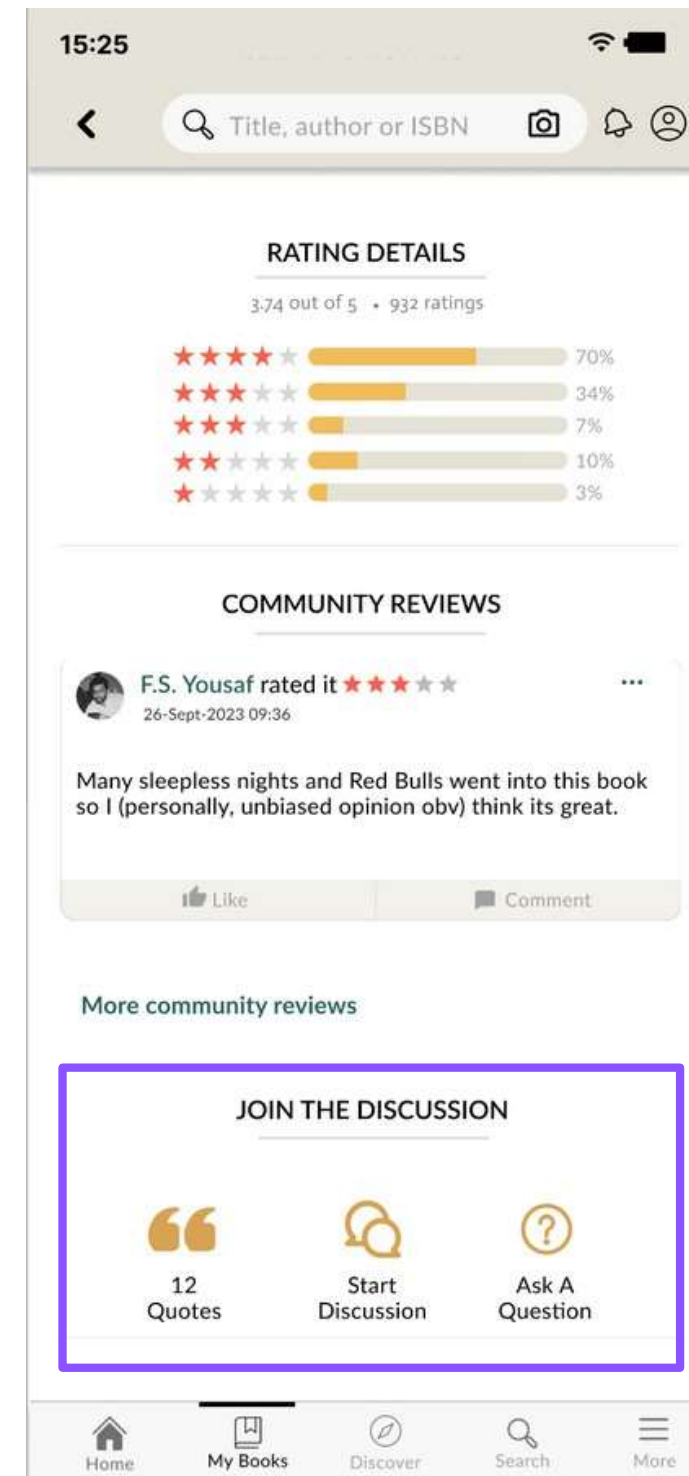 15:25
Title, author or ISBN
RATING DETAILS
3.74 out of 5 • 932 ratings
70%
34%
7%
10%
3%
COMMUNITY REVIEWS
F.S. Yousaf rated it
26-Sept-2023 09:36
Many sleepless nights and Red Bulls went into this book
so I (personally, unbiased opinion obv) think its great.
Like Comment
More community reviews
JOIN THE DISCUSSION
12 Quotes
Start Discussion
Ask A Question
Home My Books Discover Search More